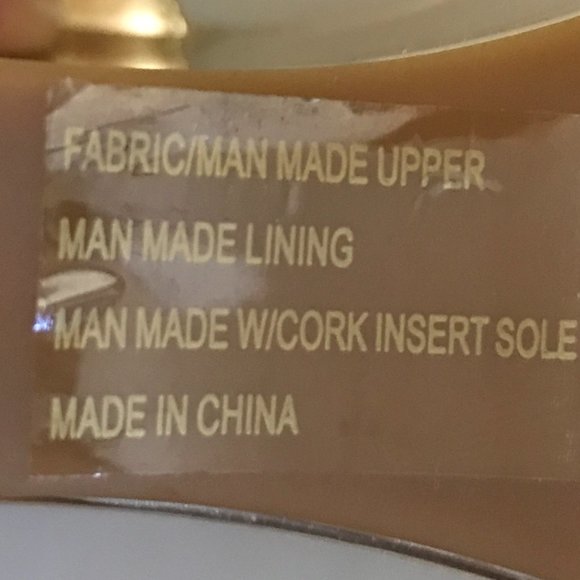 FABRIC/MAN MADE UPPER
MAN MADE LINING
MAN MADE W/CORK INSERT SOLE
MADE IN CHINA